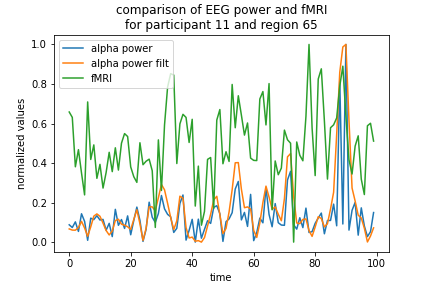 comparison of EEG power and fMRI
for participant 11 and region 65
alpha power
alpha power filt
fMRI
normalized values
1.0
0.8
0.6
0.4
0.2
0.0
0
20
40
60
80
100
time